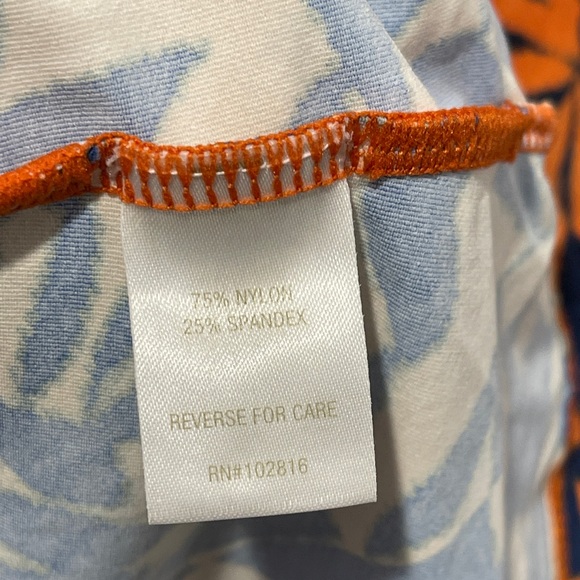 75% NYLON
25% SPANDEX
REVERSE FOR CARE
RN#102816